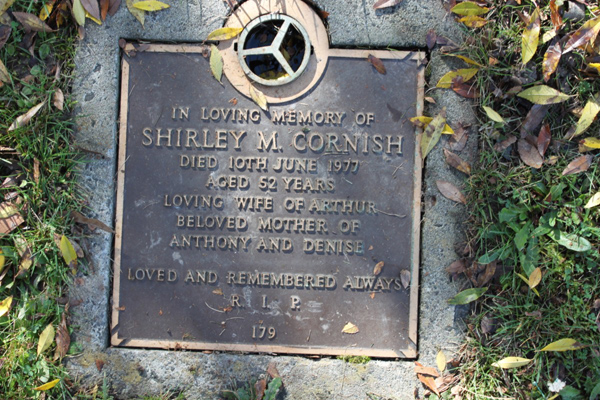 IN LOVING MEMORY OF
SHIRLEY M. CORNISH
DIED 10TH JUNE 1977
AGED 52 YEARS
LOVING WIFE OF ARTHUR
BELOVED MOTHER OF
ANTHONY AND DENISE
LOVED AND REMEMBERED ALWAYS
R. I. P.
179